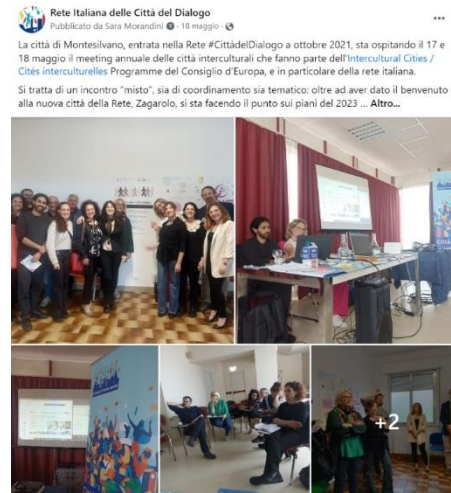 Rete Italiana delle Città del Dialogo
Pubblicato da Sara Morandini · 18 maggio ·
La città di Montesilvano, entrata nella Rete #CittàdelDialogo a ottobre 2021, sta ospitando il 17 e
18 maggio il meeting annuale delle città interculturali che fanno parte dell'Intercultural Cities /
Cités interculturelles Programme del Consiglio d'Europa, e in particolare della rete italiana.
Si tratta di un incontro "misto", sia di coordinamento sia tematico: oltre ad aver dato il benvenuto
alla nuova città della Rete, Zagarolo, si sta facendo il punto sui piani del 2023 ... Altro...
+2